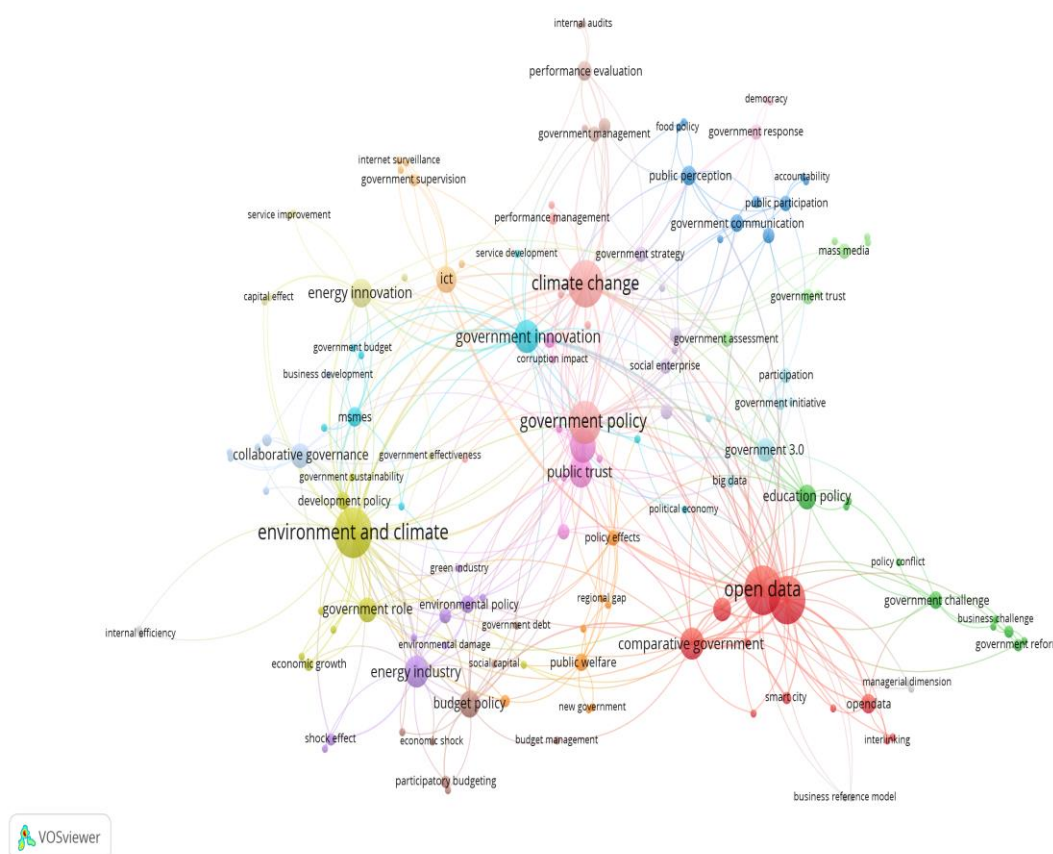 internal audits
performance evaluation
democracy
food policy
government response
government management
internet surveillance
government supervision
public perception
accountability
public participation
service improvement
performance management
government communication
service development
government strategy
mass media
ict
climate change
capital effect
energy innovation
government trust
government innovation
government assessment
government budget
corruption impact
social enterprise
business development
participation
government initiative
msmes
government policy
collaborative governance
government effectiveness
government 3.0
public trust
government sustainability
big data
development policy
education policy
political economy
environment and climate
policy effects
policy conflict
green industry
open data
regional gap
government challenge
government role
environmental policy
business challenge
government debt
internal efficiency
environmental damage
comparative government
government reform
economic growth
social capital
public welfare
energy industry
managerial dimension
smart city
budget policy
new government
opendata
shock effect
economic shock
budget management
interlinking
participatory budgeting
business reference model
VOSviewer